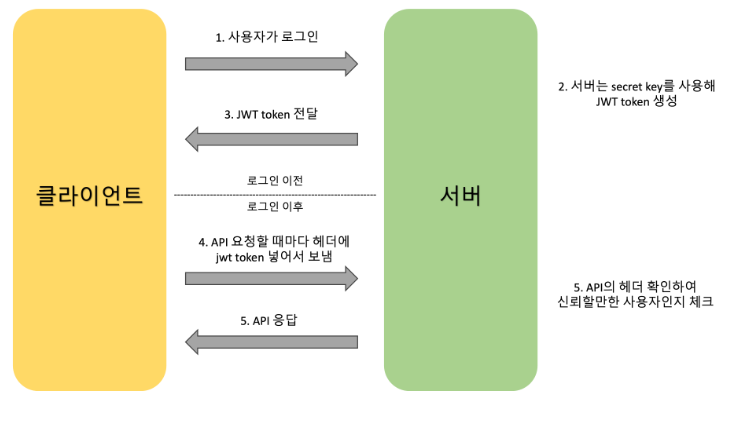 1. 사용자가 로그인
2. 서버는 secret key를 사용해
JWT token 생성
3. JWT token 전달
클라이언트
서버
로그인 이전
로그인 이후
4. API 요청할 때마다 헤더에
jwt token 넣어서 보냄
5. API의 헤더 확인하여
신뢰할만한 사용자인지 체크
5. API 응답